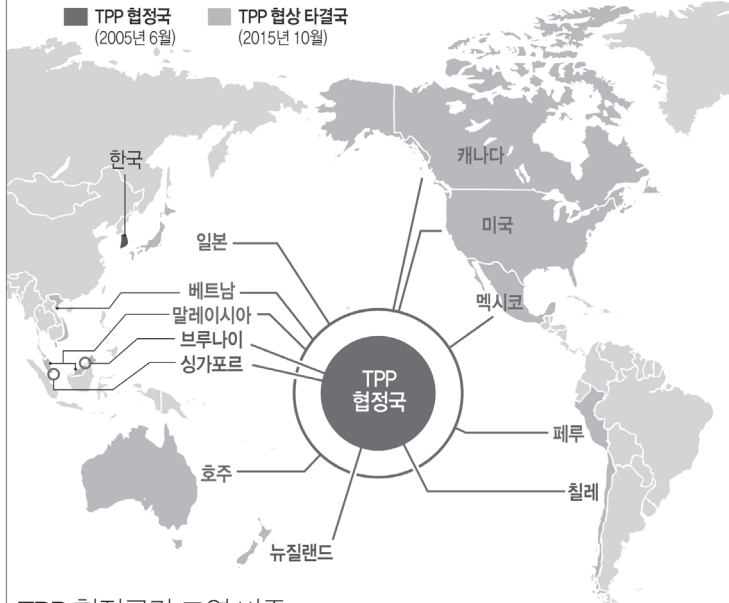 TPP 협정국
(2005년 6월)
TPP 협상 타결국
(2015년 10월)
한국
캐나다
미국
일본
베트남
말레이시아
브루나이
싱가포르
멕시코
TPP
협정국
페루
호주
칠레
뉴질랜드